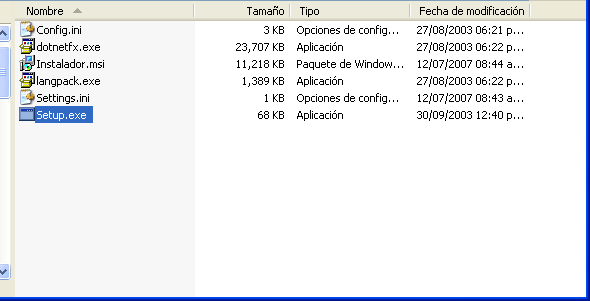 Nombre Tamaño Tipo Fecha de modificación
Config.ini 3 KB Opciones de config... 27/08/2003 06:21 p...
dotnetfx.exe 23,707 KB Aplicación 27/08/2003 06:22 p...
Instalador.msi 11,218 KB Paquete de Window... 12/07/2007 08:44 a...
langpack.exe 1,389 KB Aplicación 27/08/2003 06:22 p...
Settings.ini 1 KB Opciones de config... 12/07/2007 08:43 a...
Setup.exe 68 KB Aplicación 30/09/2003 12:40 p...